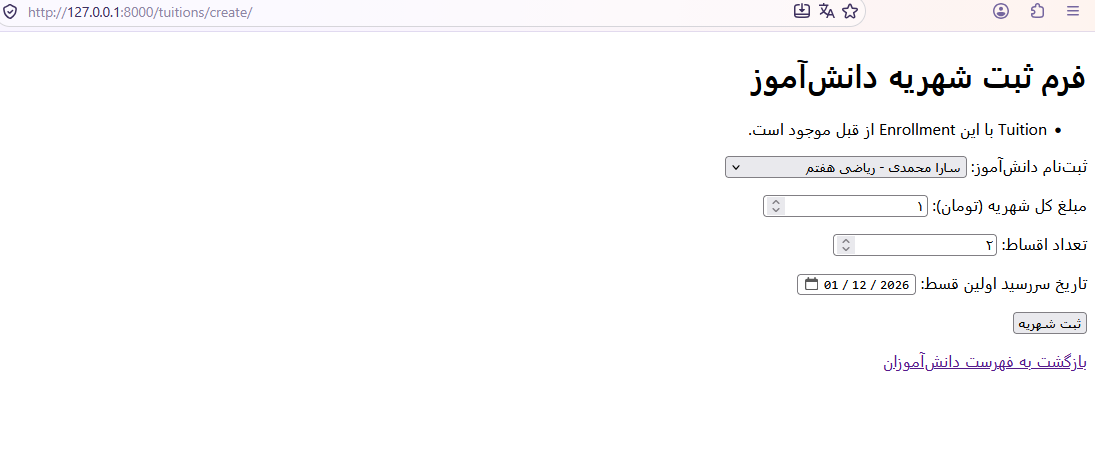 http://127.0.0.1:8000/tuitions/create/
فرم ثبت شهریه دانش‌آموز
Tuition با این Enrollment از قبل موجود است.
ثبت‌نام دانش‌آموز: سارا محمدی - ریاضی هفتم
مبلغ کل شهریه (تومان): ۱
تعداد اقساط: ۲
تاریخ سررسید اولین قسط: 01 / 12 / 2026
ثبت شهریه
بازگشت به فهرست دانش‌آموزان